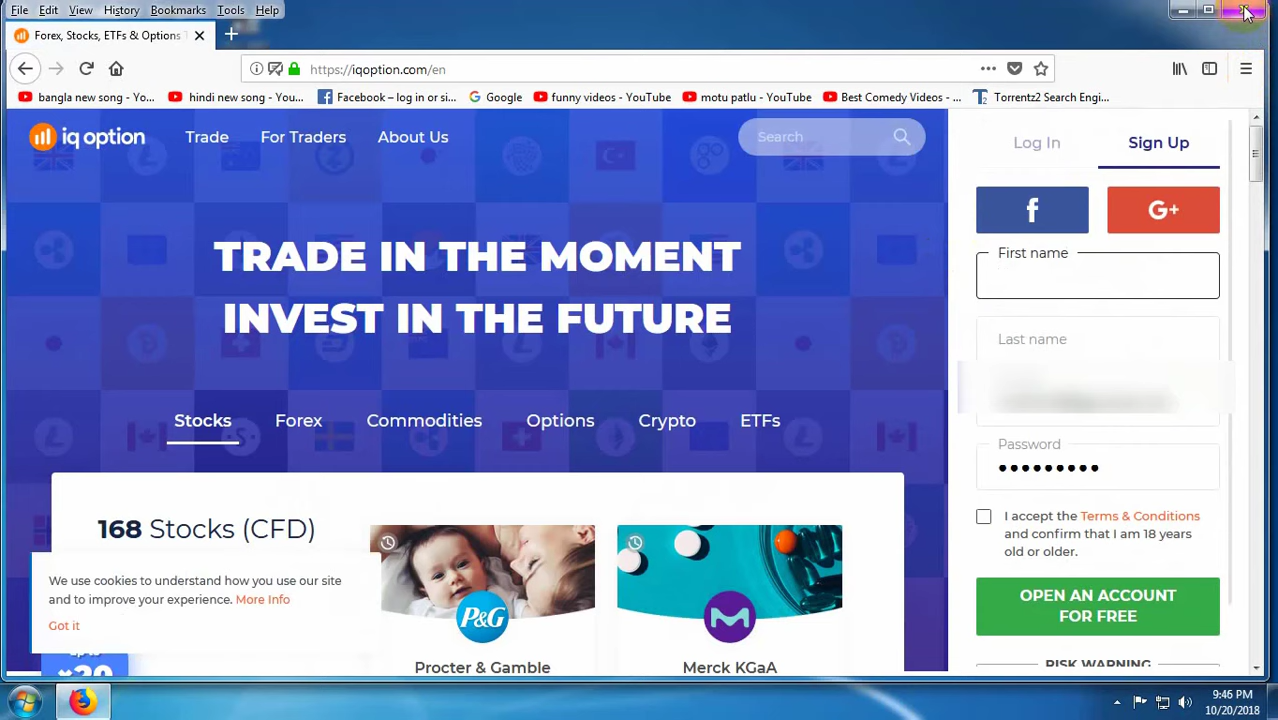 File Edit View History Bookmarks Tools Help
Forex, Stocks, ETFs & Options T
https://iqoption.com/en
bangla new song - Yo... hindi new song - You... Facebook – log in or si... Google funny videos - YouTube motu patlu - YouTube Best Comedy Videos - ... Torrentz2 Search Engi...
iq option Trade For Traders About Us Search
Log In Sign Up
f G+
First name
TRADE IN THE MOMENT
INVEST IN THE FUTURE
Last name
Stocks Forex Commodities Options Crypto ETFs
Password
I accept the Terms & Conditions
and confirm that I am 18 years
old or older.
OPEN AN ACCOUNT
FOR FREE
RISK WARNING
168 Stocks (CFD)
We use cookies to understand how you use our site
and to improve your experience. More Info
Got it
up to
x20
P&G
Procter & Gamble
Merck KGaA
9:46 PM
10/20/2018